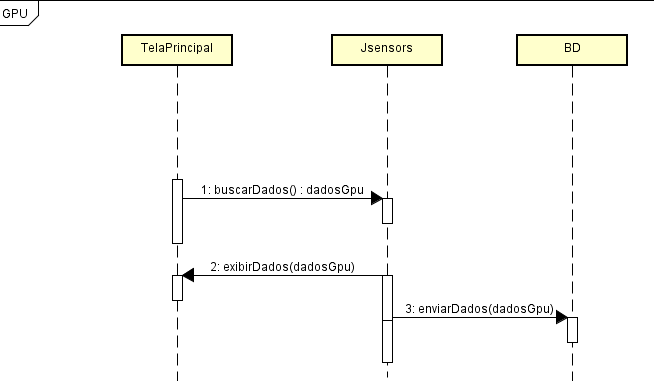 GPU
TelaPrincipal
Jsensors
BD
1: buscarDados() : dadosGpu
2: exibirDados(dadosGpu)
3: enviarDados(dadosGpu)